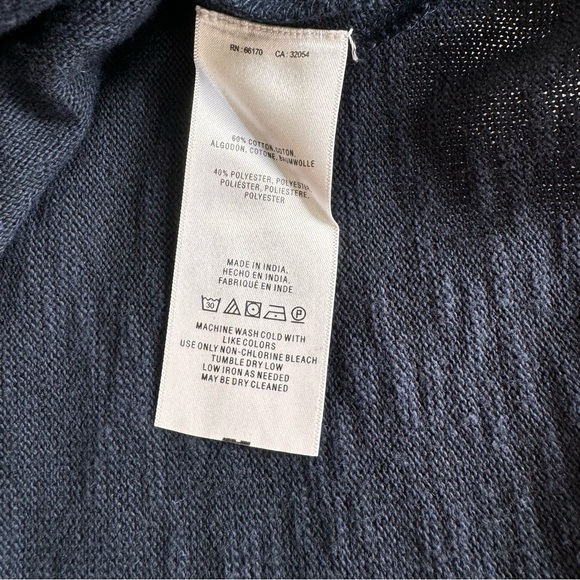 RN : 66170 CA : 32054
60% COTTON, COTON,
ALGODON, COTONE, BAUMWOLLE
40% POLYESTER, POLYESTER,
POLIÉSTER, POLIESTERE,
POLYESTER
MADE IN INDIA,
HECHO EN INDIA,
FABRIQUÉ EN INDE
30 P
MACHINE WASH COLD WITH
LIKE COLORS
USE ONLY NON-CHLORINE BLEACH
TUMBLE DRY LOW
LOW IRON AS NEEDED
MAY BE DRY CLEANED